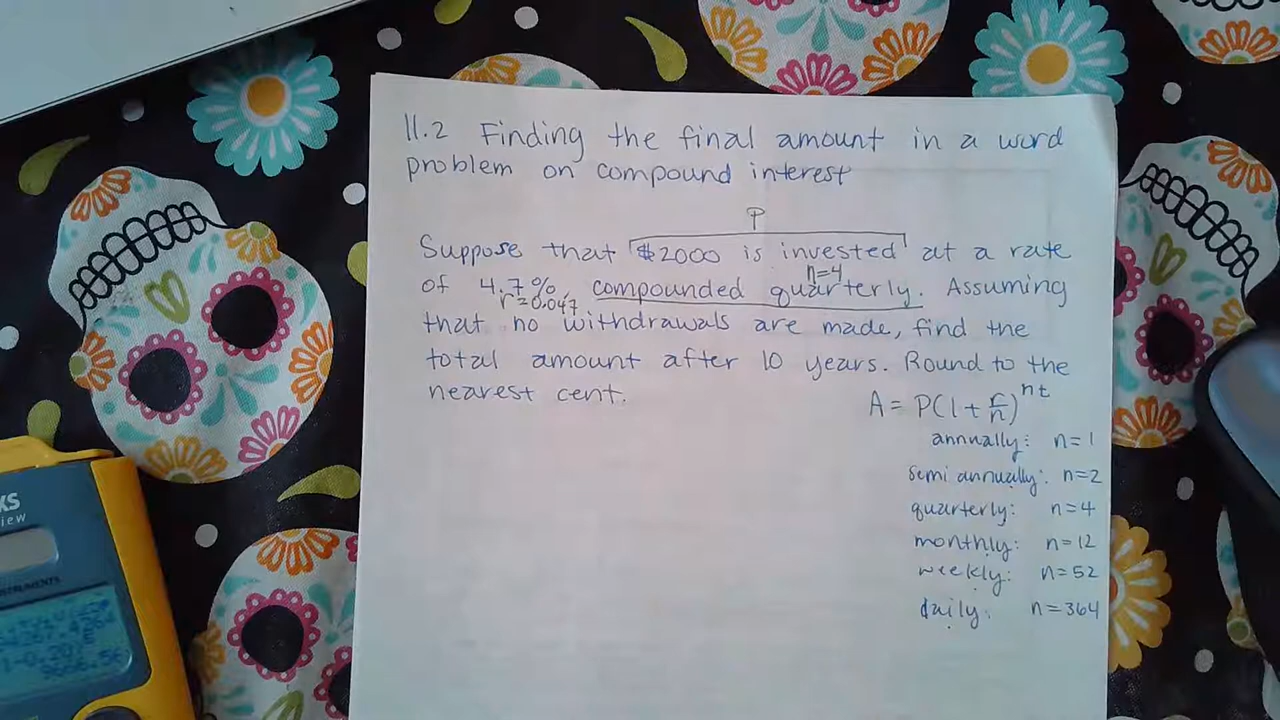 11.2 Finding the final amount in a word
problem on compound interest
P
Suppose that $2000 is invested at a rate
n=4
of 4.7%, compounded quarterly. Assuming
r=0.047
that no withdrawals are made, find the
total amount after 10 years. Round to the
nearest cent.
A = P(1 + r/n)^nt
annually: n=1
semi annually: n=2
quarterly: n=4
monthly: n=12
weekly: n=52
daily: n=364